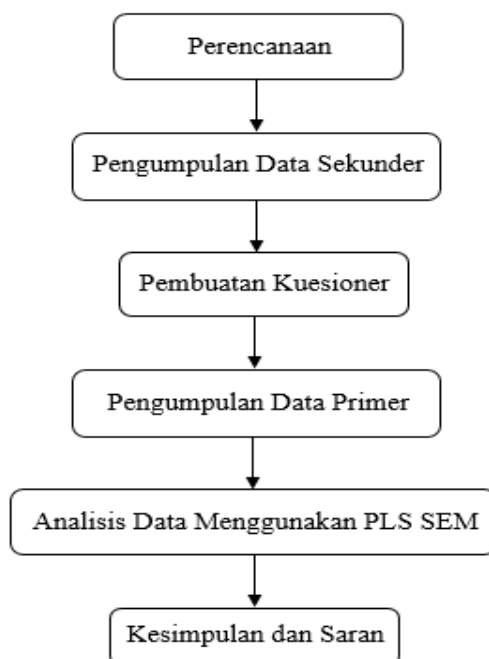 Perencanaan
Pengumpulan Data Sekunder
Pembuatan Kuesioner
Pengumpulan Data Primer
Analisis Data Menggunakan PLS SEM
Kesimpulan dan Saran